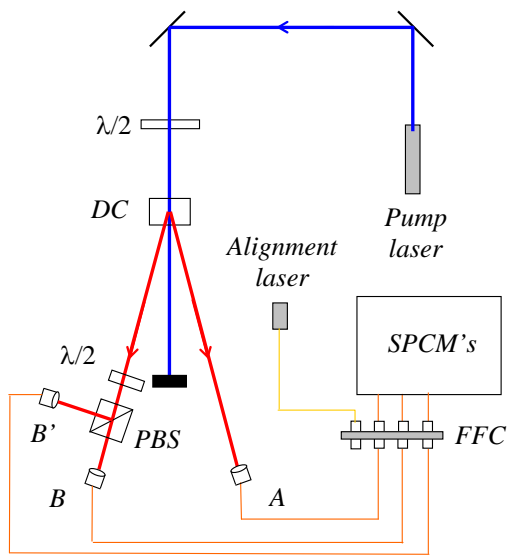 λ/2
DC
Pump
laser
Alignment
laser
SPCM's
λ/2
B'
PBS
FFC
B
A